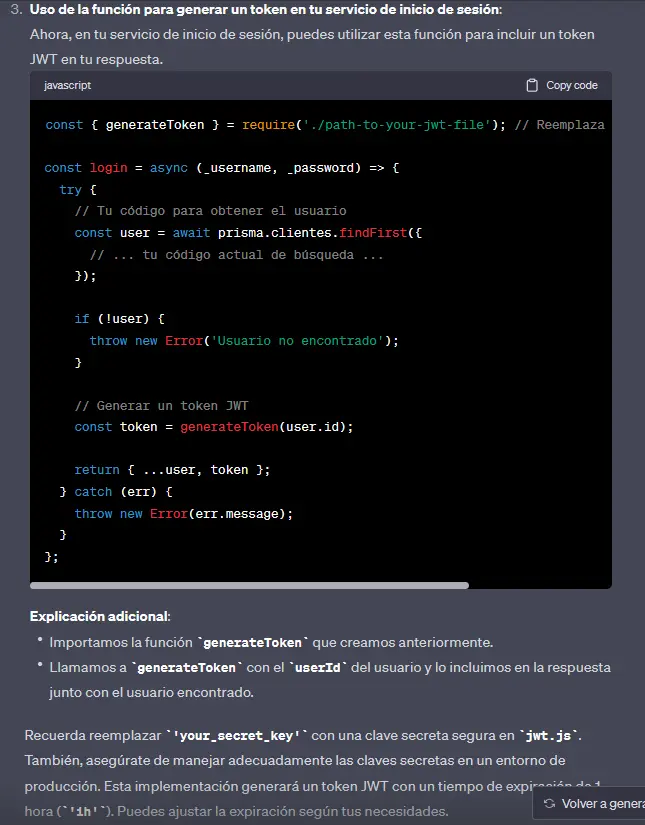 3. Uso de la función para generar un token en tu servicio de inicio de sesión:
Ahora, en tu servicio de inicio de sesión, puedes utilizar esta función para incluir un token
JWT en tu respuesta.
javascript Copy code
const { generateToken } = require('./path-to-your-jwt-file'); // Reemplaza
const login = async (_username, _password) => {
try {
// Tu código para obtener el usuario
const user = await prisma.clientes.findFirst({
// ... tu código actual de búsqueda ...
});
if (!user) {
throw new Error('Usuario no encontrado');
}
// Generar un token JWT
const token = generateToken(user.id);
return { ...user, token };
} catch (err) {
throw new Error(err.message);
}
};
Explicación adicional:
• Importamos la función `generateToken` que creamos anteriormente.
• Llamamos a `generateToken` con el `userId` del usuario y lo incluimos en la respuesta
junto con el usuario encontrado.
Recuerda reemplazar `'your_secret_key'` con una clave secreta segura en `jwt.js`.
También, asegúrate de manejar adecuadamente las claves secretas en un entorno de
producción. Esta implementación generará un token JWT con un tiempo de expiración de 1
hora (`'1h'`). Puedes ajustar la expiración según tus necesidades.
Volver a genera